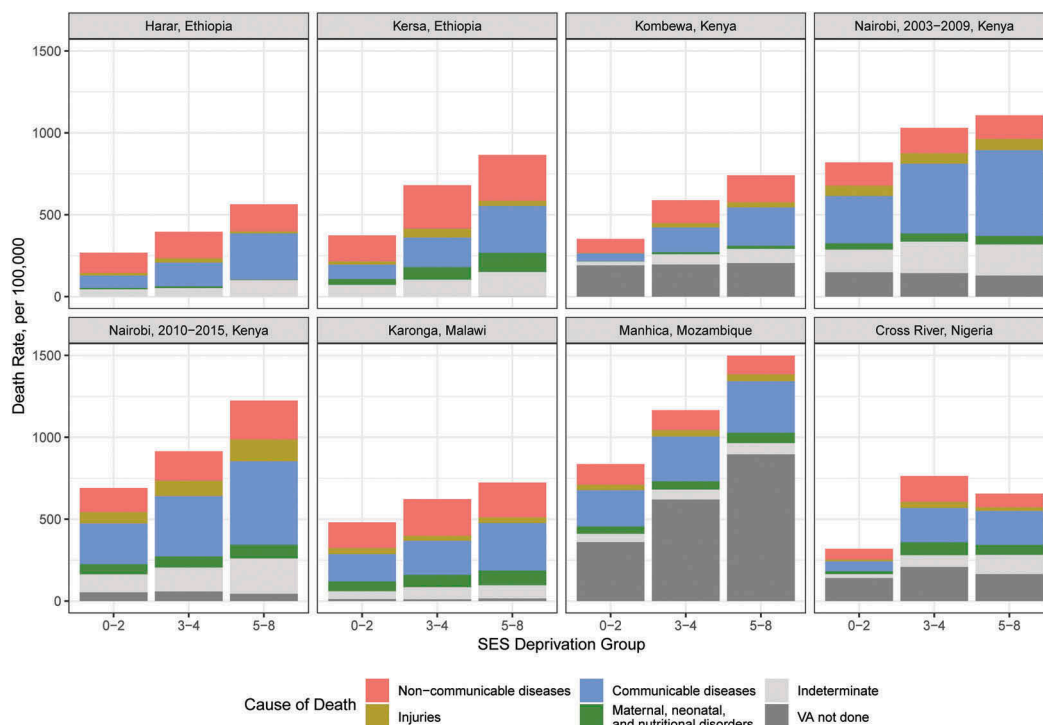 Harar, Ethiopia
Kersa, Ethiopia
Kombewa, Kenya
Nairobi, 2003−2009, Kenya
1500
1000
500
0
Nairobi, 2010−2015, Kenya
Karonga, Malawi
Manhica, Mozambique
Cross River, Nigeria
1500
1000
500
0
Death Rate, per 100,000
0−2 3−4 5−8
0−2 3−4 5−8
0−2 3−4 5−8
0−2 3−4 5−8
SES Deprivation Group
Cause of Death
Non−communicable diseases
Injuries
Communicable diseases
Maternal, neonatal,
and nutritional disorders
Indeterminate
VA not done